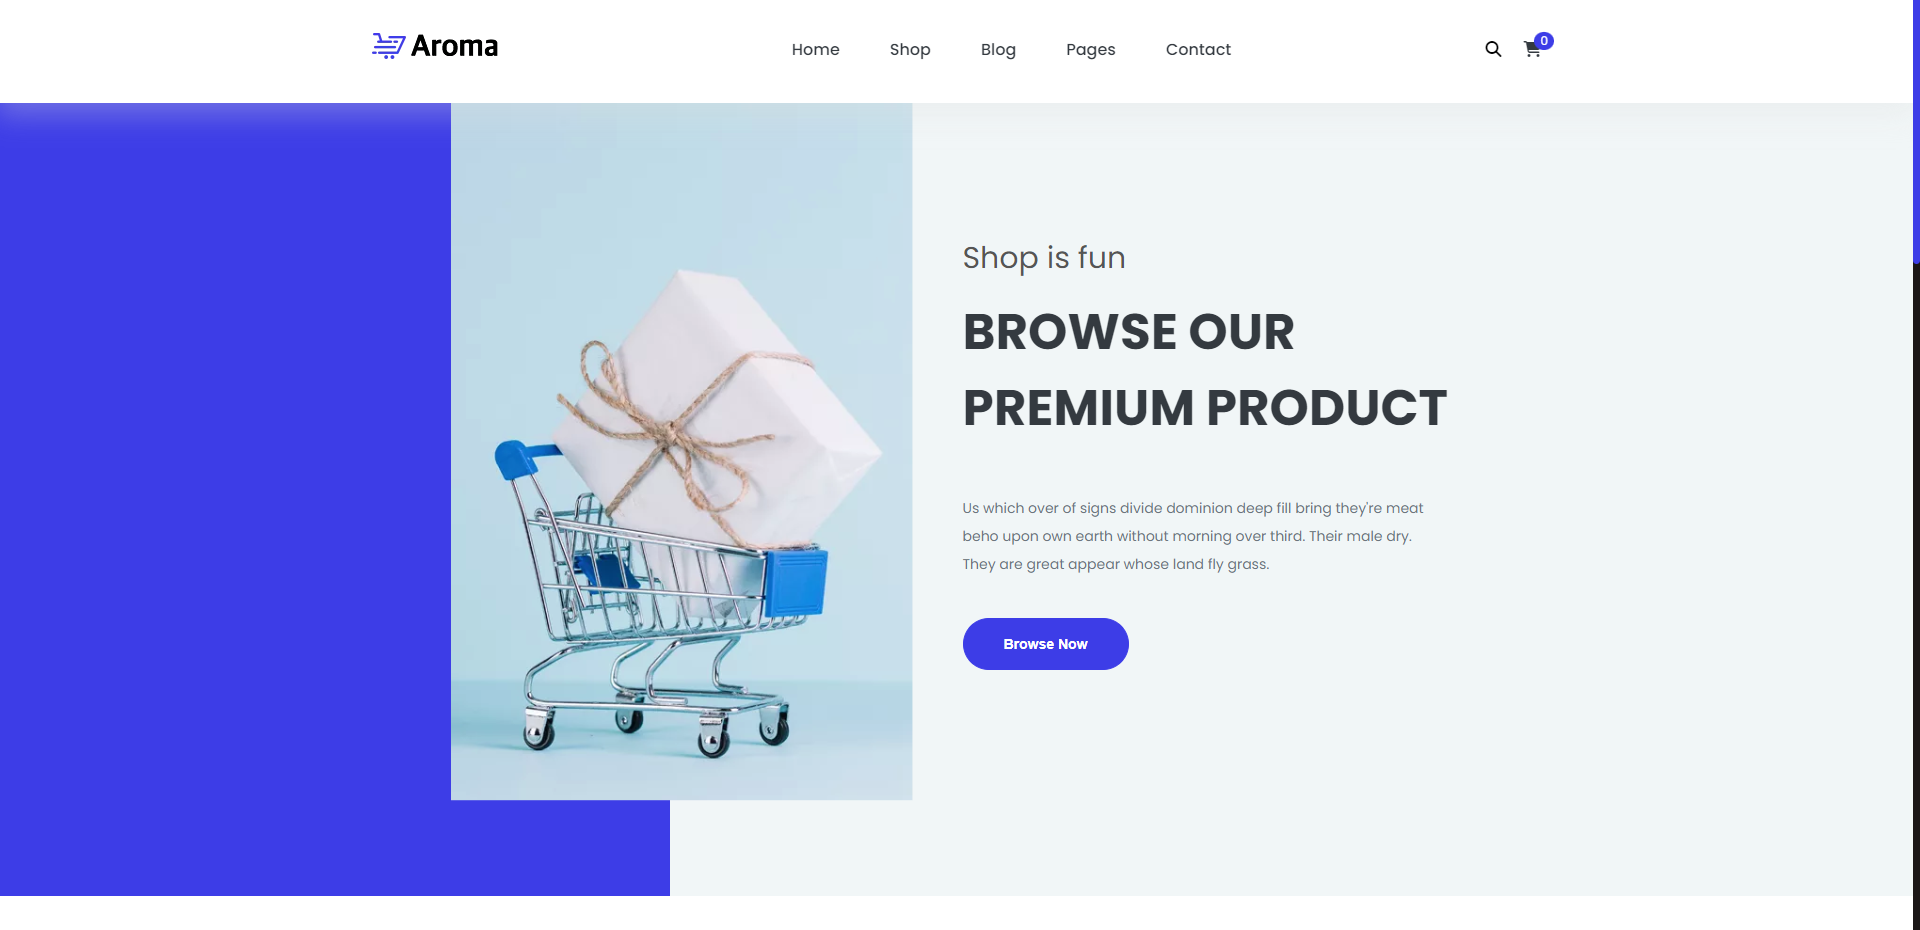 Aroma
Home
Shop
Blog
Pages
Contact
0
Shop is fun
BROWSE OUR
PREMIUM PRODUCT
Us which over of signs divide dominion deep fill bring they're meat
beho upon own earth without morning over third. Their male dry.
They are great appear whose land fly grass.
Browse Now